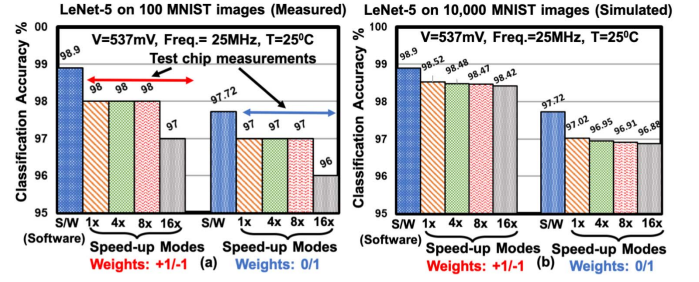 LeNet-5 on 100 MNIST images (Measured)
Classification Accuracy %
00
99
98
97
96
95
V=537mV, Freq.= 25MHz, T=25⁰C
Test chip measurements
98.9
98
98
98
97
97.72
97
97
97
96
S/W 1x 4x 8x 16x S/W 1x 4x 8x 16x
(Software)
Speed-up Modes Speed-up Modes
Weights: +1/-1 (a) Weights: 0/1
LeNet-5 on 10,000 MNIST images (Simulated)
Classification Accuracy %
100
99
98
97
96
95
V=537mV, Freq.=25MHz, T=25⁰C
98.9
98.52
98.48
98.47
98.42
97.72
97.02
96.95
96.91
96.88
S/W 1x 4x 8x 16x S/W 1x 4x 8x 16x
(Software)
Speed-up Modes Speed-up Modes
Weights: +1/-1 (b) Weights: 0/1